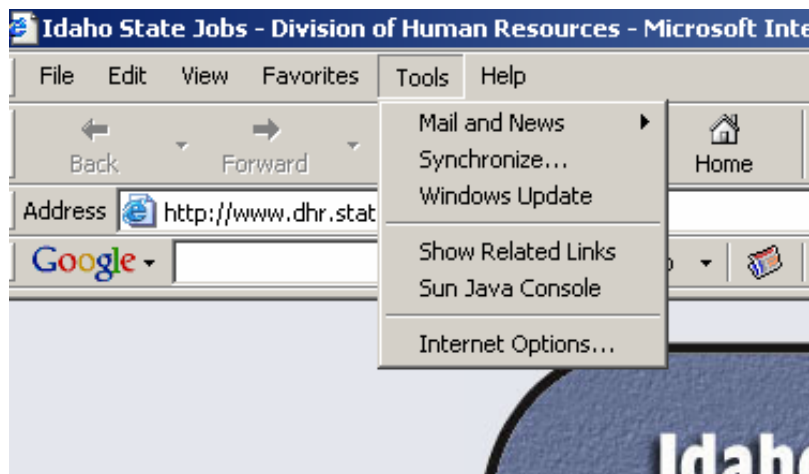 Idaho State Jobs - Division of Human Resources - Microsoft Inte
File Edit View Favorites Tools Help
Back Forward Home
Mail and News
Synchronize...
Windows Update
Address http://www.dhr.stat
Show Related Links
Google
Sun Java Console
Internet Options...
Idaho